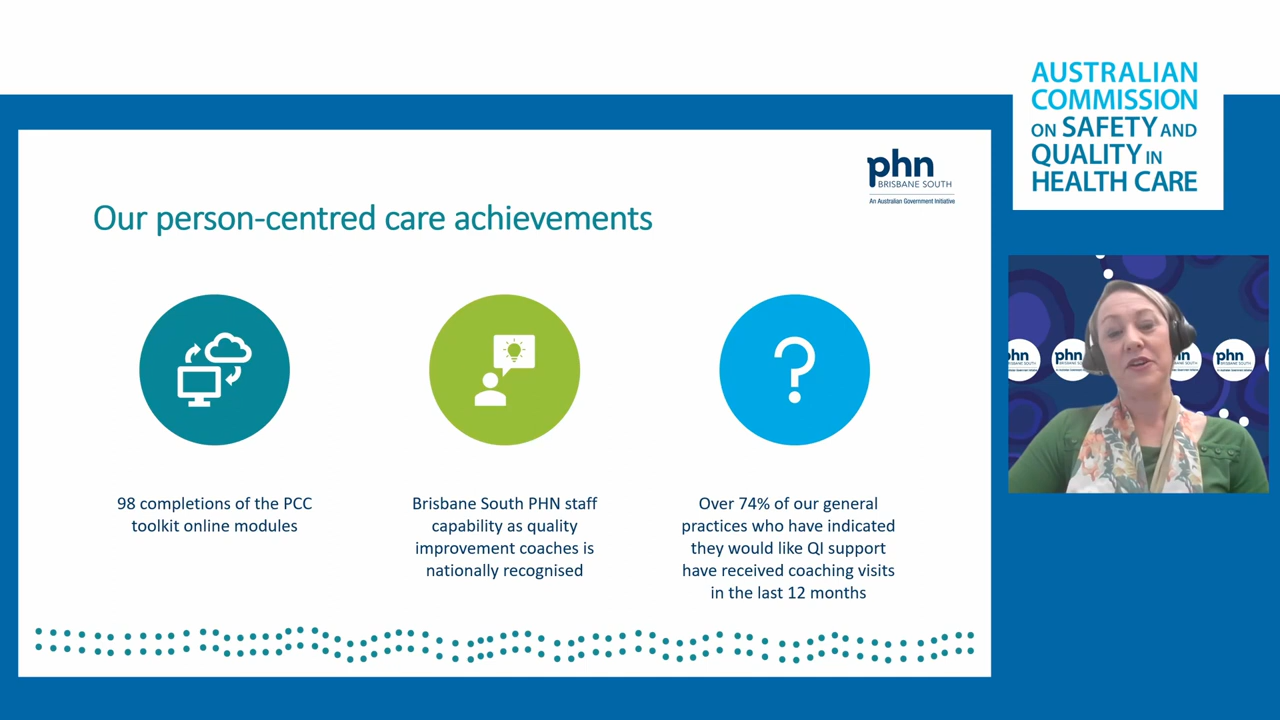 AUSTRALIAN
COMMISSION
ON SAFETY AND
QUALITY IN
HEALTH CARE
phn
BRISBANE SOUTH
An Australian Government Initiative
Our person-centred care achievements
98 completions of the PCC
toolkit online modules
Brisbane South PHN staff
capability as quality
improvement coaches is
nationally recognised
?
Over 74% of our general
practices who have indicated
they would like QI support
have received coaching visits
in the last 12 months
phn
phn
phn